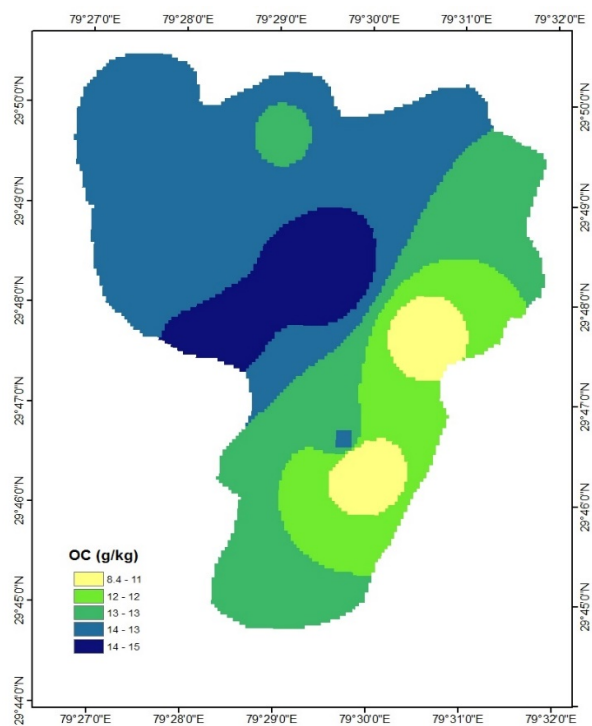 79°27'0"E 79°28'0"E 79°29'0"E 79°30'0"E 79°31'0"E 79°32'0"E
29°50'0"N 29°50'0"N
29°49'0"N 29°49'0"N
29°48'0"N 29°48'0"N
29°47'0"N 29°47'0"N
29°46'0"N 29°46'0"N
29°45'0"N 29°45'0"N
29°44'0"N 29°44'0"N
OC (g/kg)
8.4 - 11
12 - 12
13 - 13
14 - 13
14 - 15
79°27'0"E 79°28'0"E 79°29'0"E 79°30'0"E 79°31'0"E 79°32'0"E